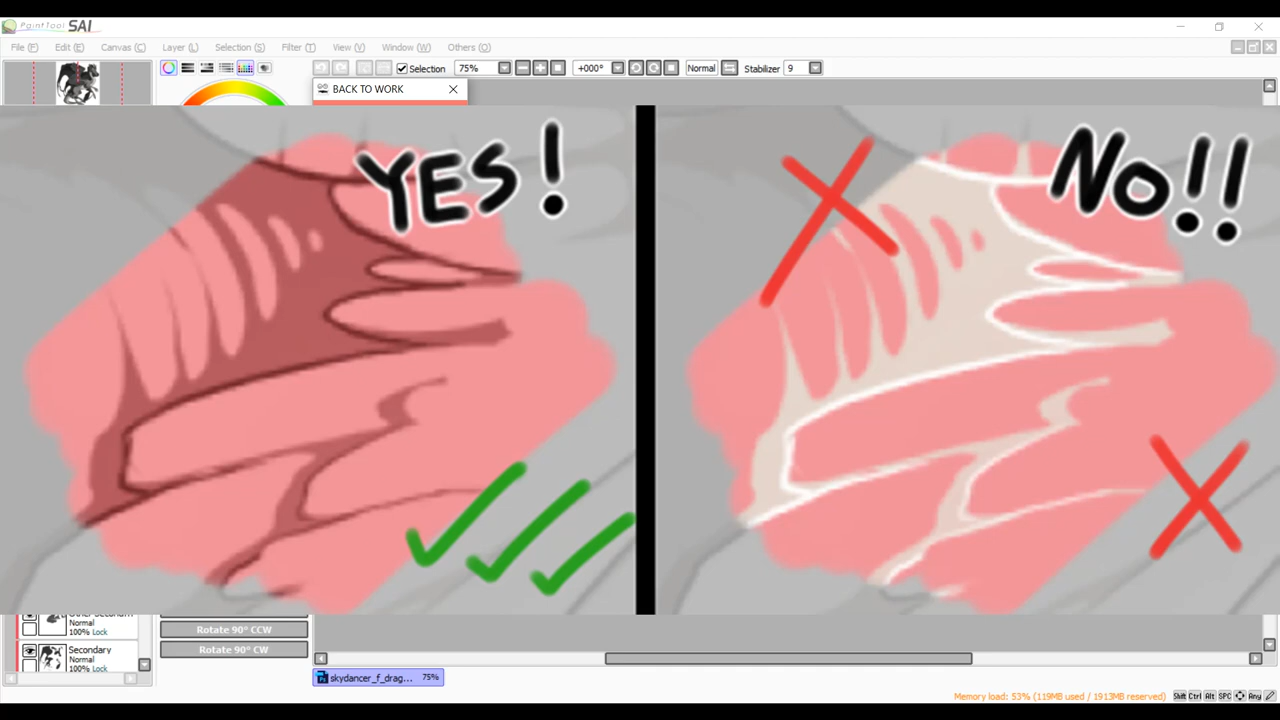 PaintTool SAI
File (F) Edit (E) Canvas (C) Layer (L) Selection (S) Filter (T) View (V) Window (W) Others (O)
Selection 75% +000° Normal Stabilizer 9
BACK TO WORK
YES!
NO!!
Normal
100% Lock
Secondary
Normal
100% Lock
Rotate 90° CCW
Rotate 90° CW
skydancer_f_drag... 75%
Memory load: 53% (119MB used / 1913MB reserved) Shift Ctrl Alt SPC Any